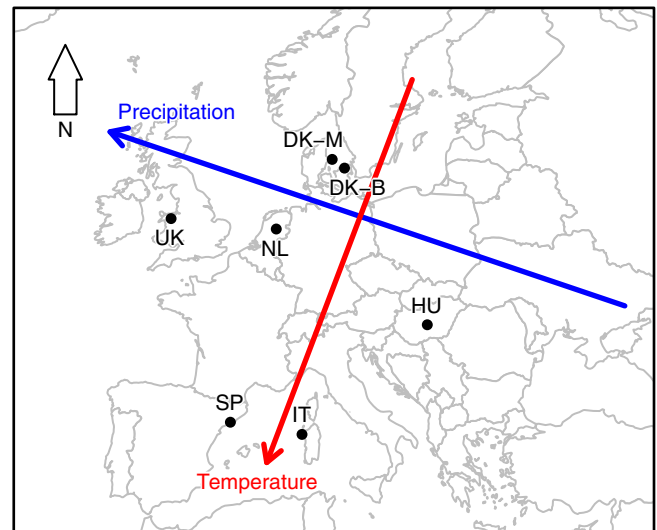 Precipitation
N
DK–M
DK–B
UK
NL
HU
SP
IT
Temperature